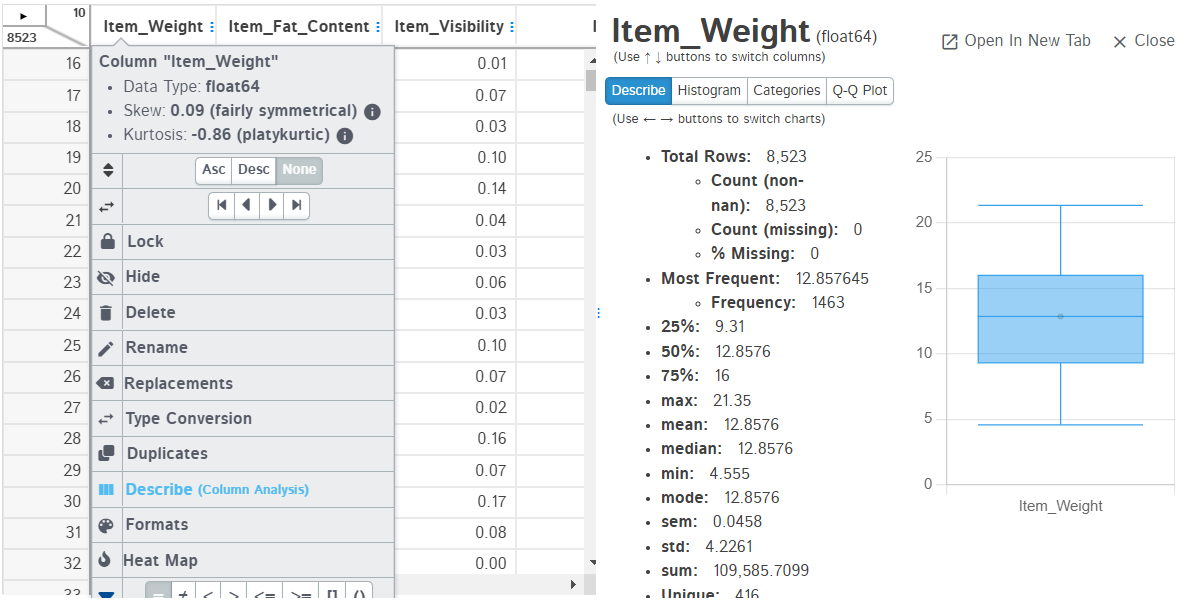 ▸ 10
8523
Item_Weight ⋮ Item_Fat_Content ⋮ Item_Visibility ⋮
16 0.01
17 0.07
18 0.03
19 0.10
20 0.14
21 0.04
22 0.03
23 0.06
24 0.03
25 0.10
26 0.07
27 0.02
28 0.16
29 0.07
30 0.17
31 0.08
32 0.00
33
Column "Item_Weight"
• Data Type: float64
• Skew: 0.09 (fairly symmetrical)
• Kurtosis: -0.86 (platykurtic)
Asc Desc None
Lock
Hide
Delete
Rename
Replacements
Type Conversion
Duplicates
Describe (Column Analysis)
Formats
Heat Map
= ≠ < > <= >= [] ()
Item_Weight (float64)
Open In New Tab × Close
(Use ↑ ↓ buttons to switch columns)
Describe Histogram Categories Q-Q Plot
(Use ← → buttons to switch charts)
• Total Rows: 8,523
◦ Count (non-
nan): 8,523
◦ Count (missing): 0
◦ % Missing: 0
• Most Frequent: 12.857645
◦ Frequency: 1463
• 25%: 9.31
• 50%: 12.8576
• 75%: 16
• max: 21.35
• mean: 12.8576
• median: 12.8576
• min: 4.555
• mode: 12.8576
• sem: 0.0458
• std: 4.2261
• sum: 109,585.7099
• Unique: 416
25
20
15
10
5
0
Item_Weight